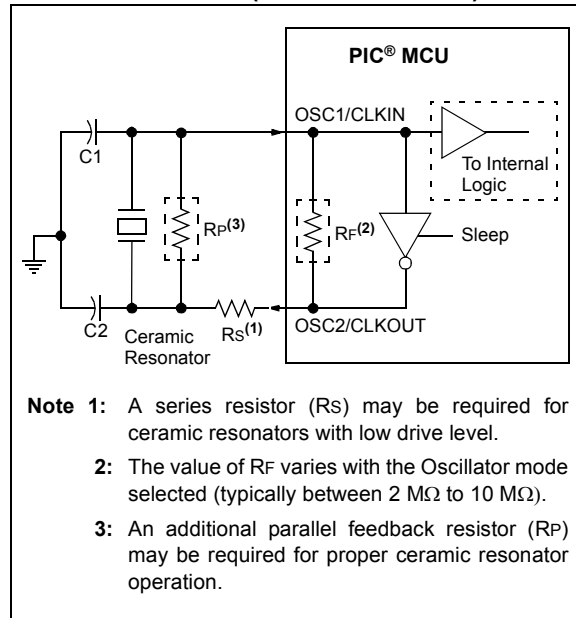 PIC® MCU
OSC1/CLKIN
C1
To Internal
Logic
RP(3)
RF(2)
Sleep
C2
Ceramic
Resonator
RS(1)
OSC2/CLKOUT
Note 1: A series resistor (RS) may be required for
ceramic resonators with low drive level.
2: The value of RF varies with the Oscillator mode
selected (typically between 2 MΩ to 10 MΩ).
3: An additional parallel feedback resistor (RP)
may be required for proper ceramic resonator
operation.